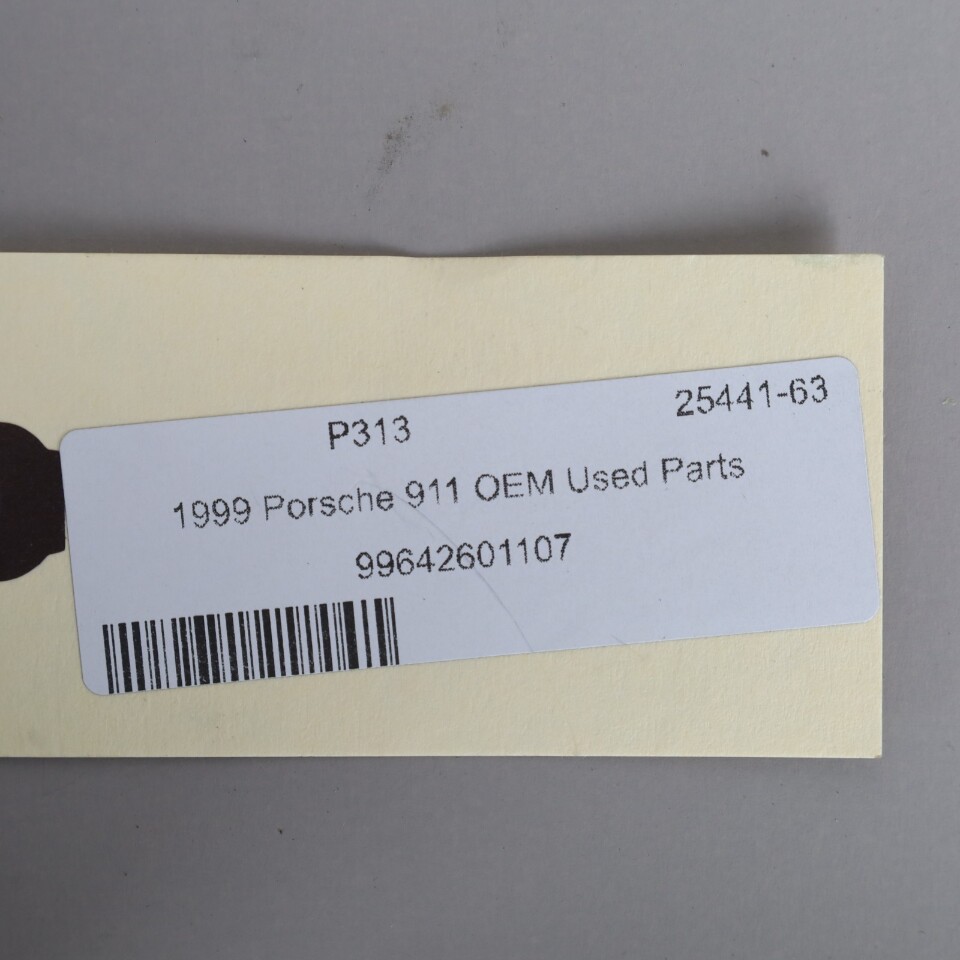 P313 25441-63
1999 Porsche 911 OEM Used Parts
99642601107